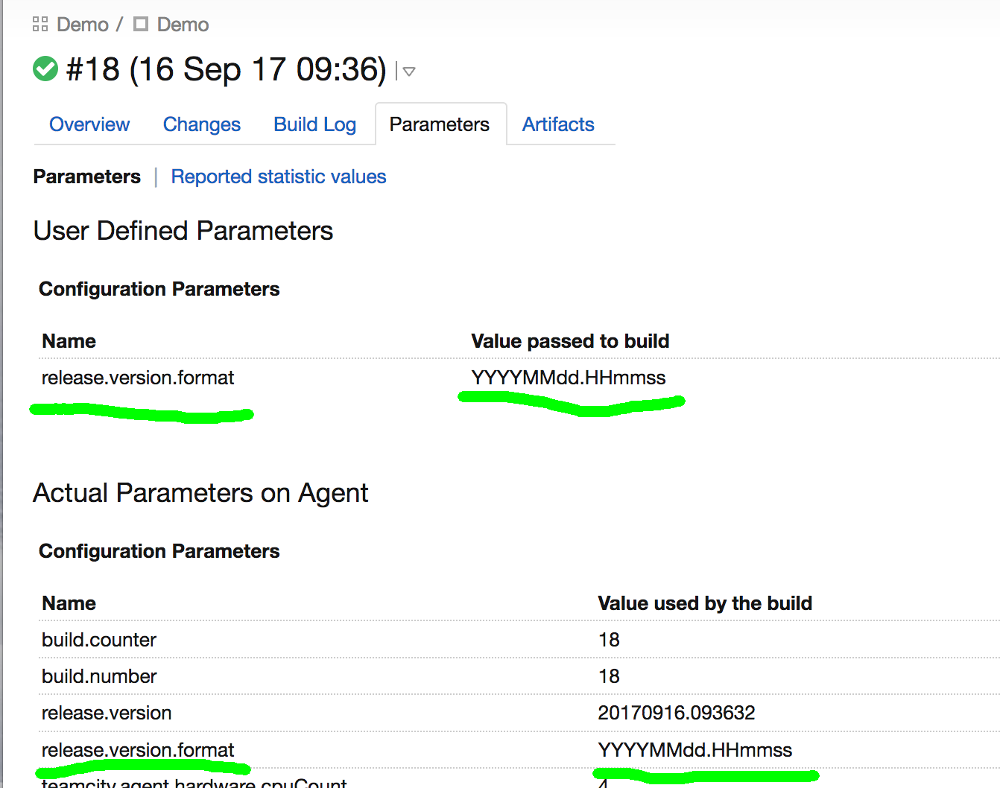 Demo / Demo
#18 (16 Sep 17 09:36)
Overview Changes Build Log Parameters Artifacts
Parameters | Reported statistic values
User Defined Parameters
Configuration Parameters
Name Value passed to build
release.version.format YYYYMMdd.HHmmss
Actual Parameters on Agent
Configuration Parameters
Name Value used by the build
build.counter 18
build.number 18
release.version 20170916.093632
release.version.format YYYYMMdd.HHmmss
teamcity.agent.hardware.cpuCount 4